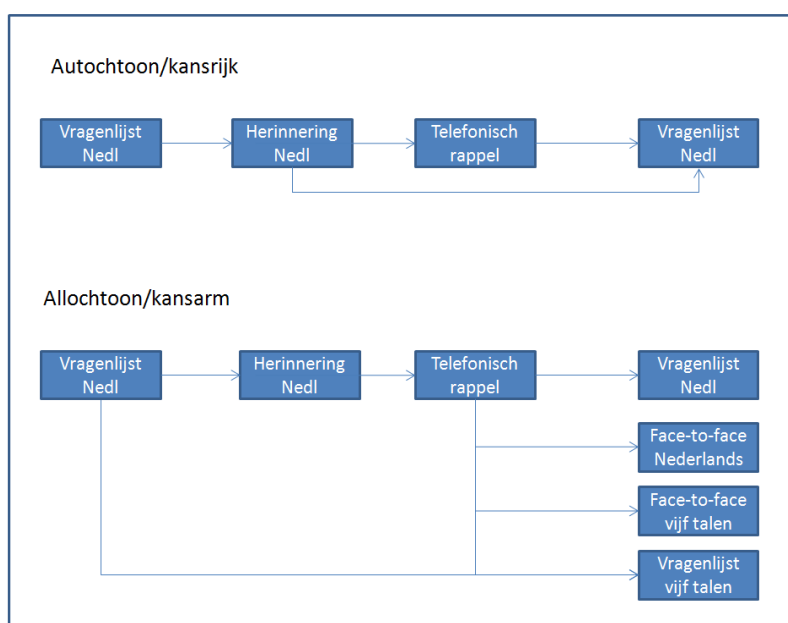 Autochtoon/kansrijk
Vragenlijst
Nedl
Herinnering
Nedl
Telefonisch
rappel
Vragenlijst
Nedl
Allochtoon/kansarm
Vragenlijst
Nedl
Herinnering
Nedl
Telefonisch
rappel
Vragenlijst
Nedl
Face-to-face
Nederlands
Face-to-face
vijf talen
Vragenlijst
vijf talen